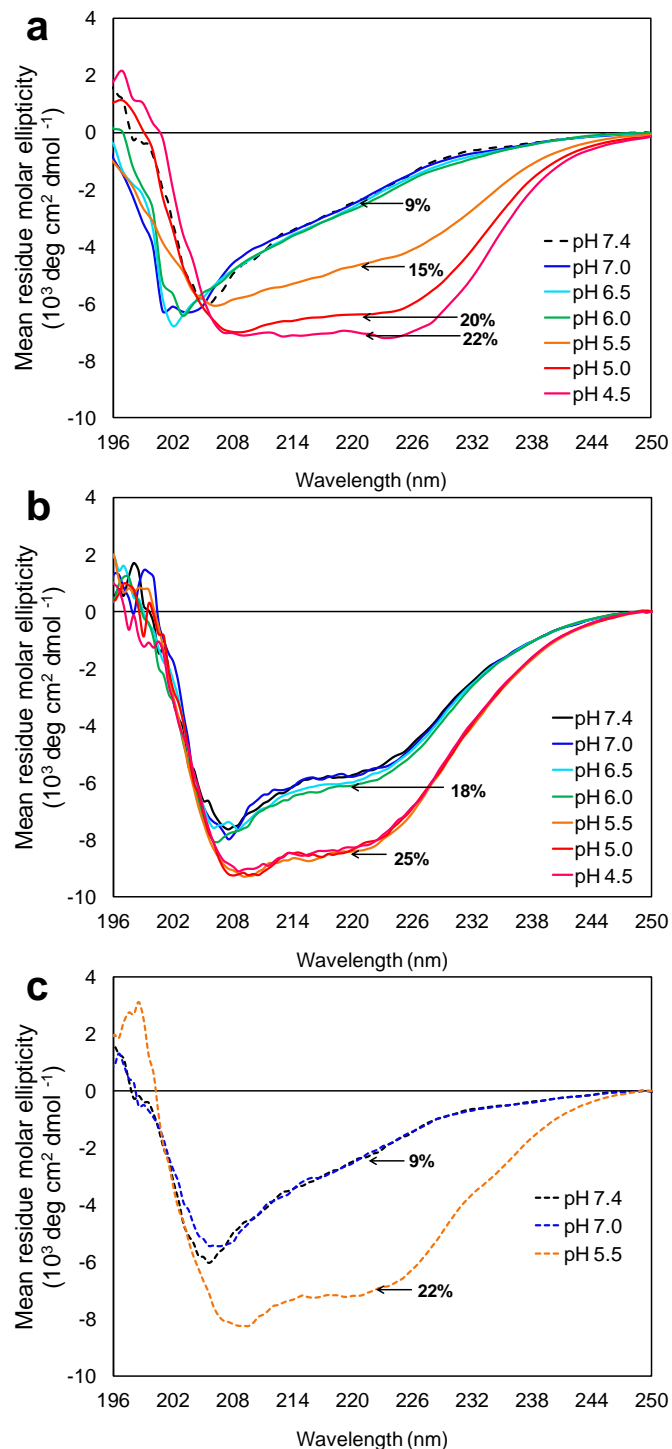 a
Mean residue molar ellipticity
(10³ deg cm² dmol ⁻¹)
4
2
0
-2
-4
-6
-8
-10
9%
15%
20%
22%
pH 7.4
pH 7.0
pH 6.5
pH 6.0
pH 5.5
pH 5.0
pH 4.5
196 202 208 214 220 226 232 238 244 250
Wavelength (nm)
b
Mean residue molar ellipticity
(10³ deg cm² dmol ⁻¹)
4
2
0
-2
-4
-6
-8
-10
18%
25%
pH 7.4
pH 7.0
pH 6.5
pH 6.0
pH 5.5
pH 5.0
pH 4.5
196 202 208 214 220 226 232 238 244 250
Wavelength (nm)
c
Mean residue molar ellipticity
(10³ deg cm² dmol ⁻¹)
4
2
0
-2
-4
-6
-8
-10
9%
22%
pH 7.4
pH 7.0
pH 5.5
196 202 208 214 220 226 232 238 244 250
Wavelength (nm)